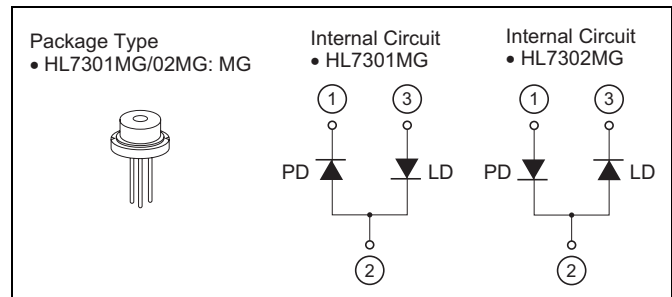 Package Type
• HL7301MG/02MG: MG
Internal Circuit
• HL7301MG
1
3
PD
LD
2
Internal Circuit
• HL7302MG
1
3
PD
LD
2